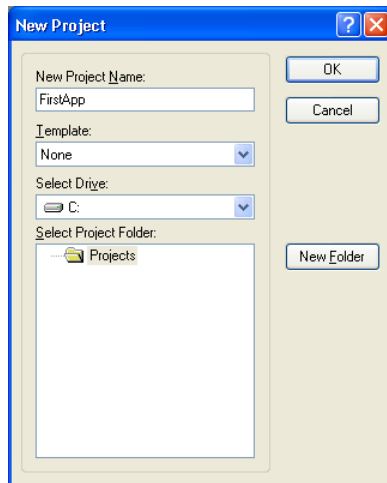 New Project
New Project Name:
OK
FirstApp
Cancel
Template:
None
Select Drive:
C:
Select Project Folder:
Projects
New Folder